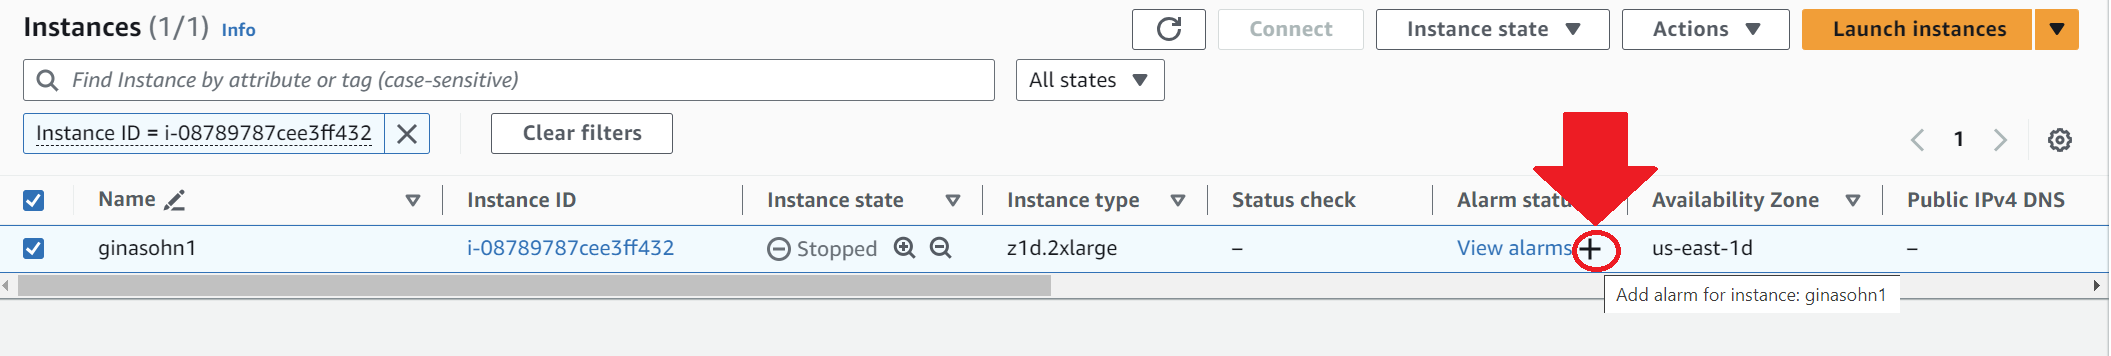 Instances (1/1) Info Connect Instance state Actions Launch instances
Find Instance by attribute or tag (case-sensitive) All states
Instance ID = i-08789787cee3ff432 Clear filters 1
Name Instance ID Instance state Instance type Status check Alarm statu Availability Zone Public IPv4 DNS
ginasohn1 i-08789787cee3ff432 Stopped z1d.2xlarge – View alarms + us-east-1d –
Add alarm for instance: ginasohn1